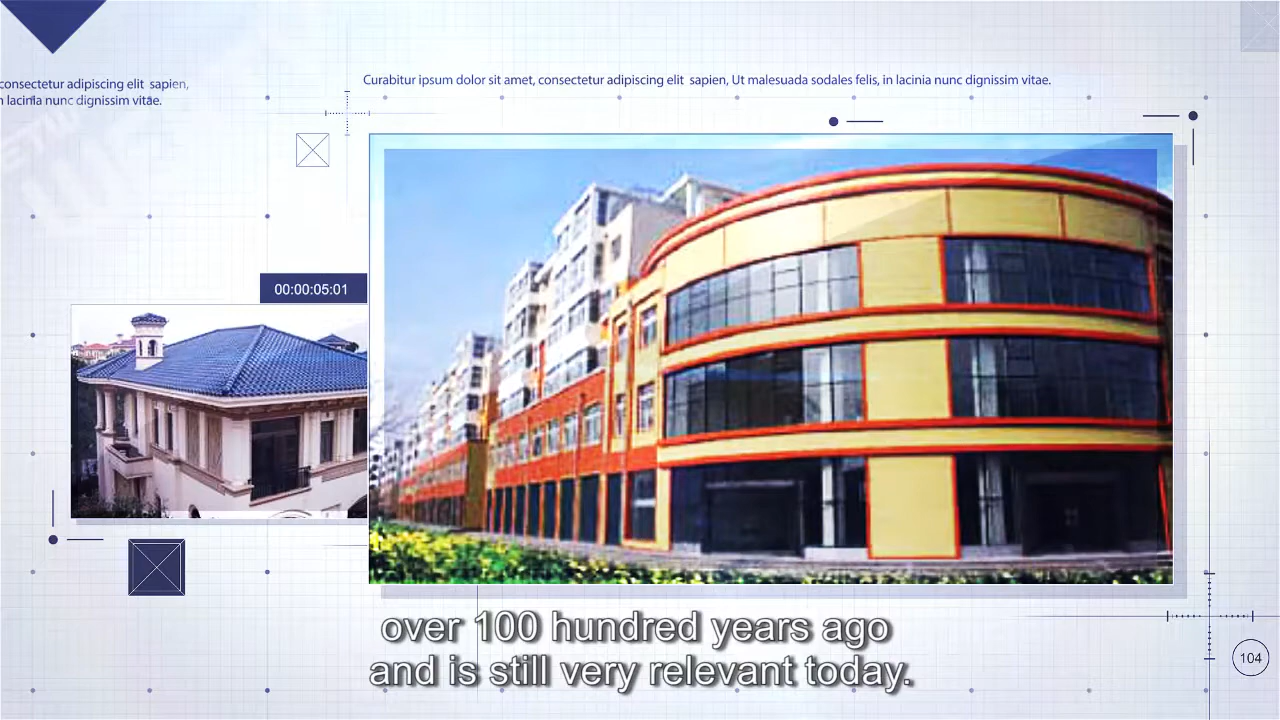 consectetur adipiscing elit sapien,
lacinia nunc dignissim vitae.
Curabitur ipsum dolor sit amet, consectetur adipiscing elit sapien, Ut malesuada sodales felis, in lacinia nunc dignissim vitae.
00:00:05:01
over 100 hundred years ago
and is still very relevant today.
104